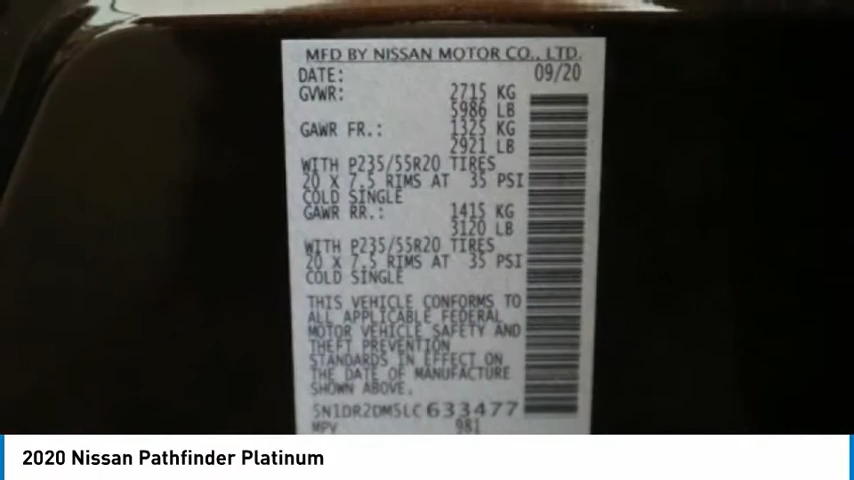 MFD BY NISSAN MOTOR CO., LTD.
DATE: 09/20
GVWR: 2715 KG
5986 LB
GAWR FR.: 1325 KG
2921 LB
WITH P235/55R20 TIRES
20 X 7.5 RIMS AT 35 PSI
COLD SINGLE
GAWR RR.: 1415 KG
3120 LB
WITH P235/55R20 TIRES
20 X 7.5 RIMS AT 35 PSI
COLD SINGLE
THIS VEHICLE CONFORMS TO
ALL APPLICABLE FEDERAL
MOTOR VEHICLE SAFETY AND
THEFT PREVENTION
STANDARDS IN EFFECT ON
THE DATE OF MANUFACTURE
SHOWN ABOVE.
5N1DR2DM5LC633477
MPV 981
2020 Nissan Pathfinder Platinum